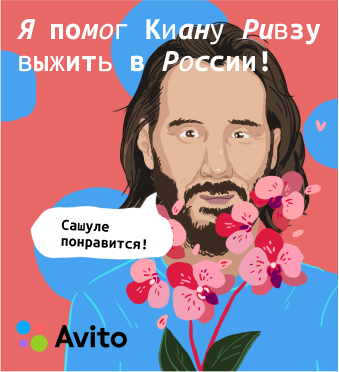 Я помог Киану Ривзу
выжить в России!
Сашуле
понравится!
Avito